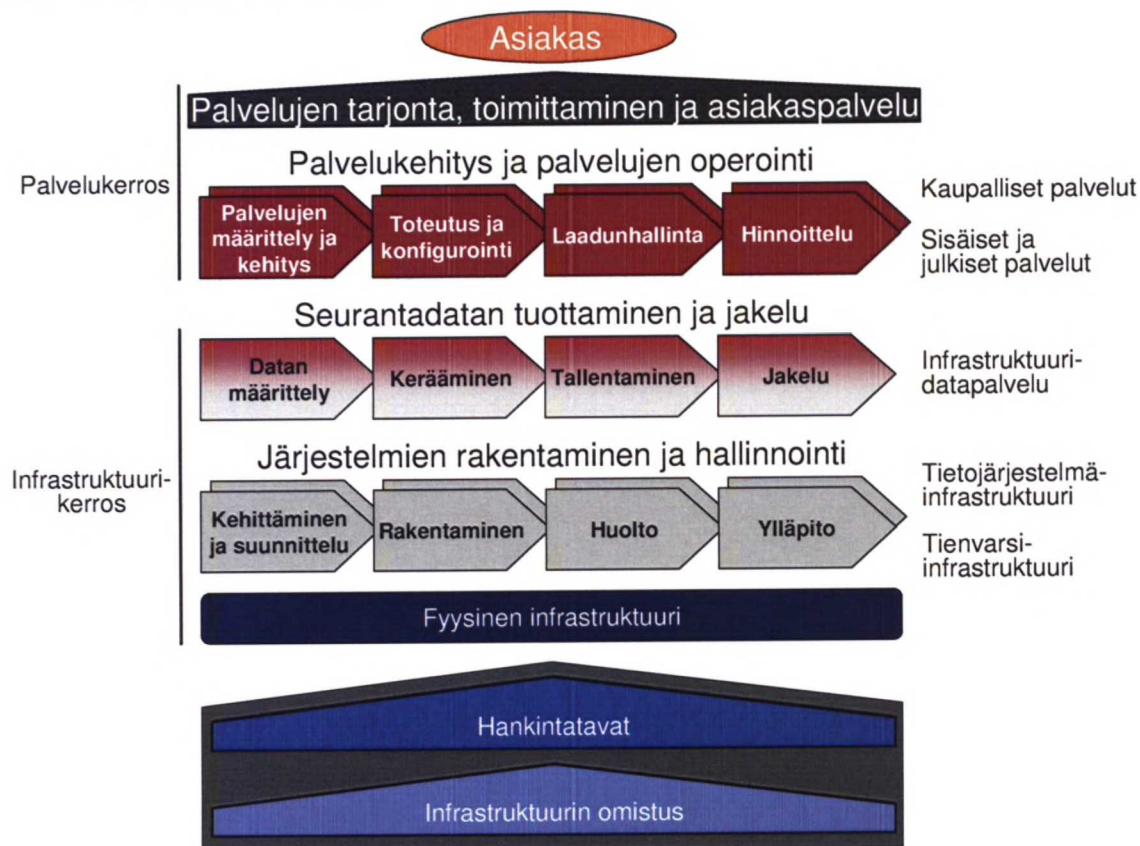 Asiakas
Palvelujen tarjonta, toimittaminen ja asiakaspalvelu
Palvelukerros
Palvelukehitys ja palvelujen operointi
Palvelujen
määrittely ja
kehitys
Toteutus ja
konfigurointi
Laadunhallinta
Hinnoittelu
Kaupalliset palvelut
Sisäiset ja
julkiset palvelut
Infrastruktuuri-
kerros
Seurantadatan tuottaminen ja jakelu
Datan
määrittely
Kerääminen
Tallentaminen
Jakelu
Infrastruktuuri-
datapalvelu
Järjestelmien rakentaminen ja hallinnointi
Kehittäminen
ja suunnittelu
Rakentaminen
Huolto
Ylläpito
Tietojärjestelmä-
infrastruktuuri
Tienvarsi-
infrastruktuuri
Fyysinen infrastruktuuri
Hankintatavat
Infrastruktuurin omistus